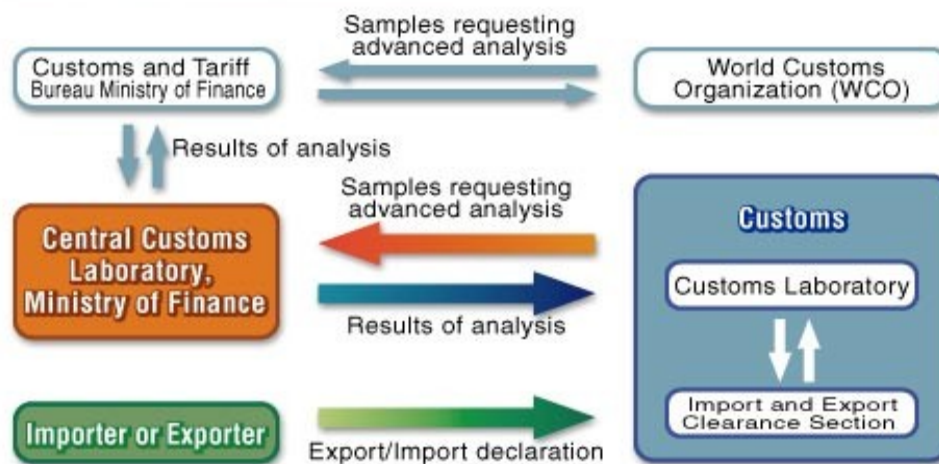 Samples requesting
advanced analysis
Customs and Tariff
Bureau Ministry of Finance
World Customs
Organization (WCO)
Results of analysis
Samples requesting
advanced analysis
Central Customs
Laboratory,
Ministry of Finance
Results of analysis
Customs
Customs Laboratory
Import and Export
Clearance Section
Importer or Exporter
Export/Import declaration